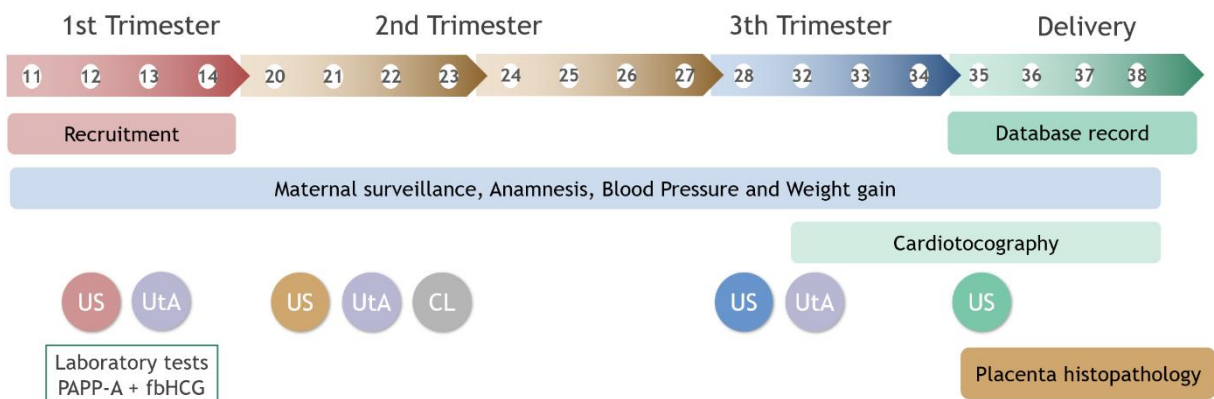 1st Trimester 2nd Trimester 3th Trimester Delivery
11 12 13 14 20 21 22 23 24 25 26 27 28 32 33 34 35 36 37 38
Recruitment Database record
Maternal surveillance, Anamnesis, Blood Pressure and Weight gain
Cardiotocography
US UtA US UtA CL US UtA US
Laboratory tests
PAPP-A + fbHCG
Placenta histopathology